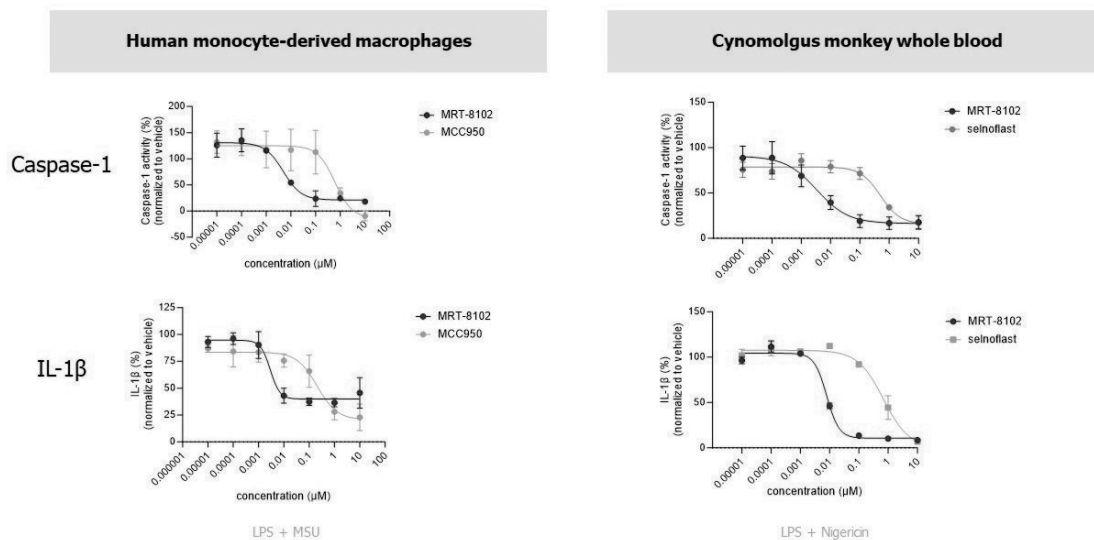 Human monocyte-derived macrophages
Cynomolgus monkey whole blood
Caspase-1
Caspase-1 activity (%)
(normalized to vehicle)
200
150
100
50
0
-50
MRT-8102
MCC950
0.00001
0.0001
0.001
0.01
0.1
1
10
100
concentration (µM)
Caspase-1 activity (%)
(normalized to vehicle)
150
100
50
0
MRT-8102
selnoflast
0.00001
0.0001
0.001
0.01
0.1
1
10
IL-1β
IL-1β (%)
(normalized to vehicle)
125
100
75
50
25
0
MRT-8102
MCC950
0.000001
0.00001
0.0001
0.001
0.01
0.1
1
10
100
concentration (µM)
IL-1β (%)
(normalized to vehicle)
150
100
50
0
MRT-8102
selnoflast
0.00001
0.0001
0.001
0.01
0.1
1
10
concentration (µM)
LPS + MSU
LPS + Nigericin